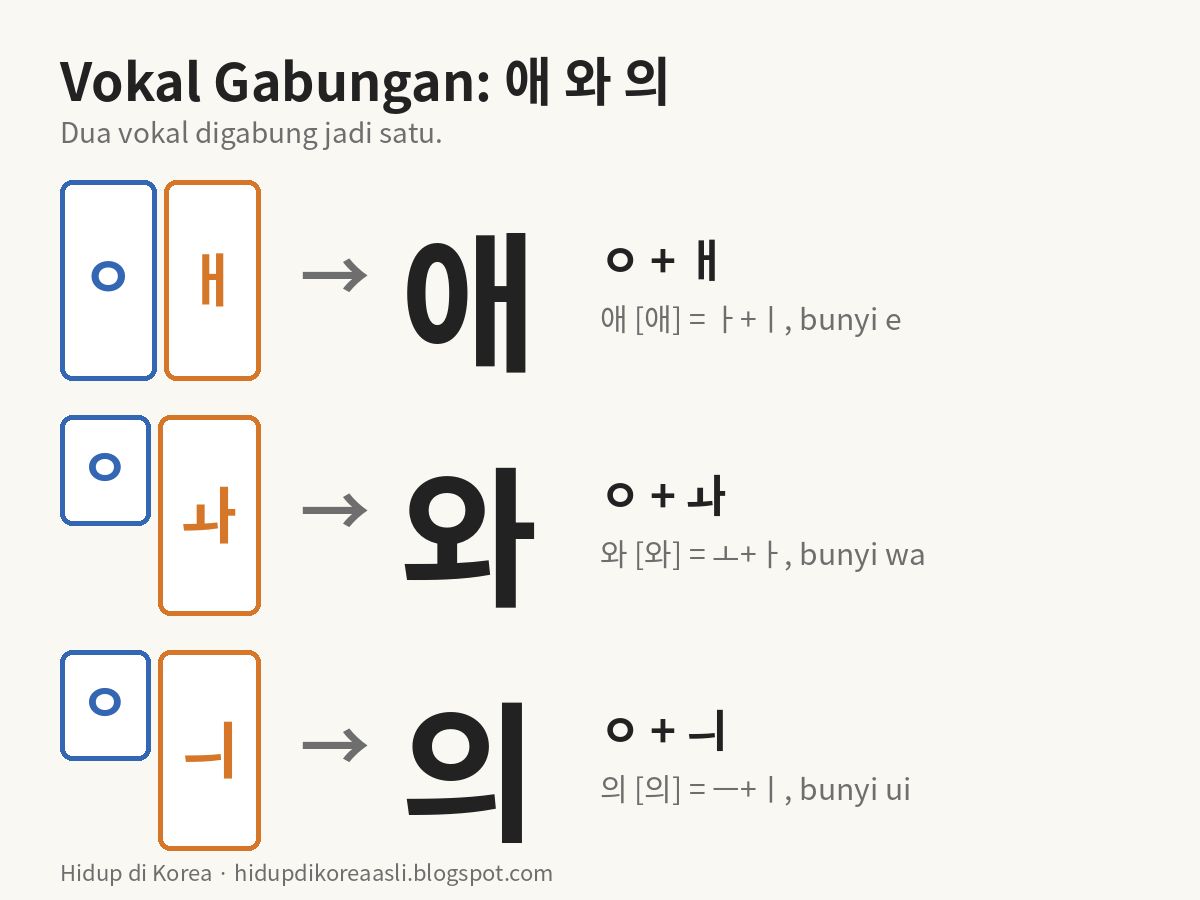 Vokal Gabungan: 애 와 의
Dua vokal digabung jadi satu.
ㅇ ㅐ → 애 ㅇ + ㅐ
애 [애] = ㅏ+ㅣ, bunyi e
ㅇ ㅘ → 와 ㅇ + ㅘ
와 [와] = ㅗ+ㅏ, bunyi wa
ㅇ ㅢ → 의 ㅇ + ㅢ
의 [의] = ㅡ+ㅣ, bunyi ui
Hidup di Korea · hidupdikoreaasli.blogspot.com